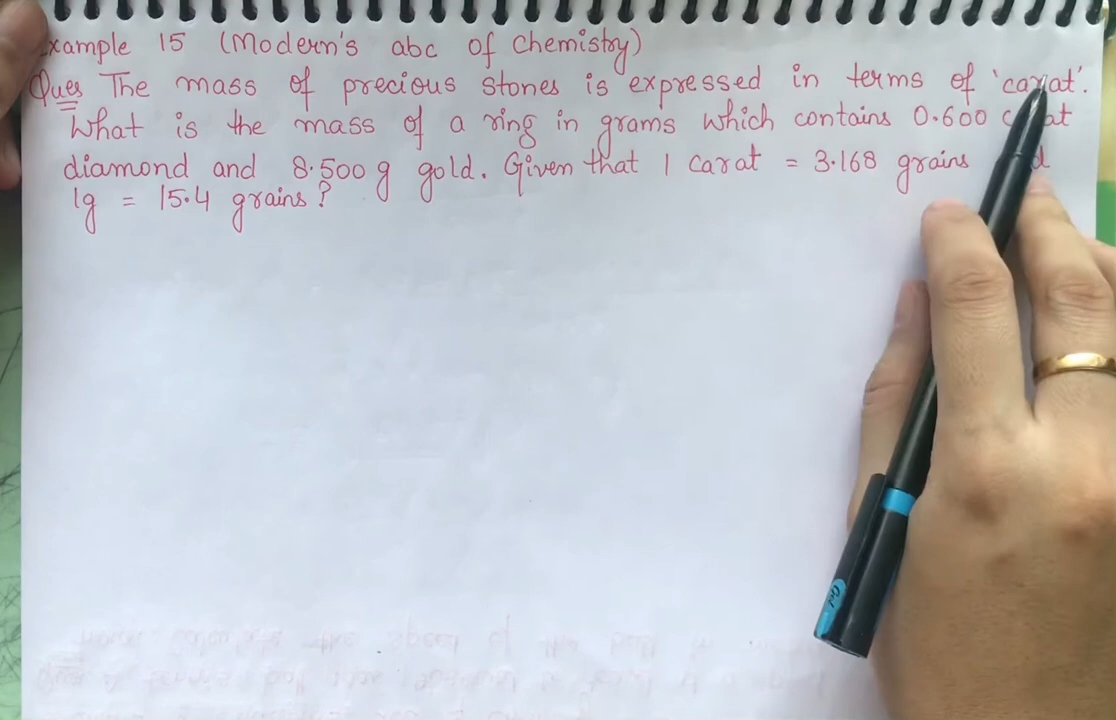 xample 15 (Modern's abc of Chemistry)
Ques The mass of precious stones is expressed in terms of 'carat'.
What is the mass of a ring in grams which contains 0.600
diamond and 8.500 g gold. Given that 1 carat = 3.168 grains
1g = 15.4 grains?
Gel